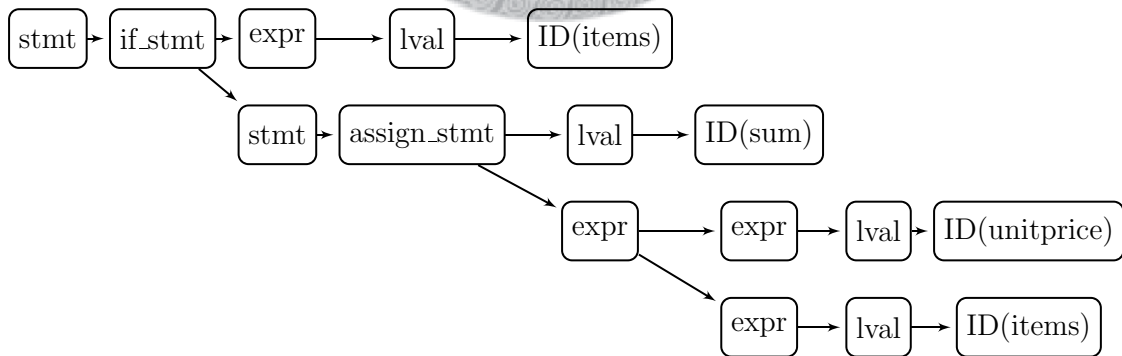 stmt if_stmt expr lval ID(items)
stmt assign_stmt lval ID(sum)
expr expr lval ID(unitprice)
expr lval ID(items)